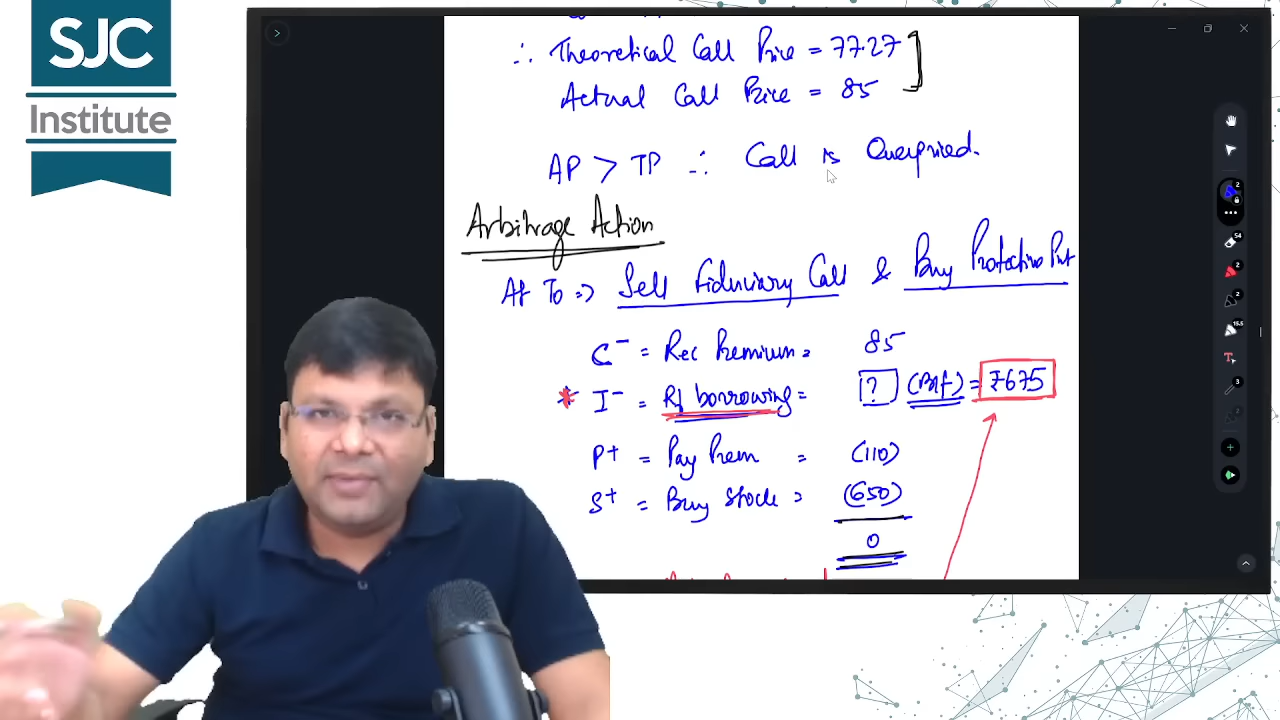 SJC
Institute
∴ Theoretical Call Price = 77.27
Actual Call Price = 85
AP > TP ∴ Call is Overpriced.
Arbitrage Action
At T0 => Sell Fiduciary Call & Buy Protective Put
C⁻ = Rec Premium = 85
* I⁻ = Rf borrowing = ? (B/f) = ₹675
P+ = Pay Prem = (110)
S+ = Buy Stock = (650)
0